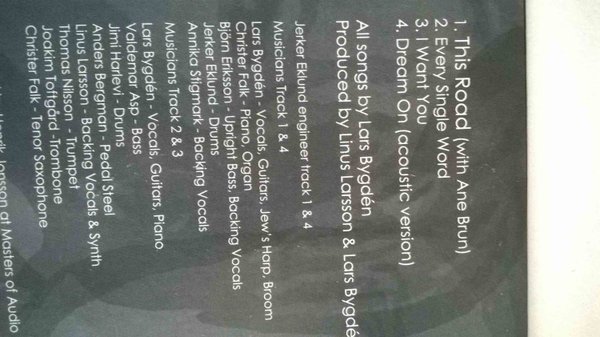 1. This Road (with Ane Brun)
2. Every Single Word
3. I Want You
4. Dream On (acoustic version)
All songs by Lars Bygdén
Produced by Linus Larsson & Lars Bygdé
Jerker Eklund engineer track 1 & 4
Musicians Track 1 & 4
Lars Bygdén - Vocals, Guitars, Jew's Harp, Broom
Christer Falk - Piano, Organ
Björn Eriksson - Upright Bass, Backing Vocals
Jerker Eklund - Drums
Annika Stigmark - Backing Vocals
Musicians Track 2 & 3
Lars Bygdén - Vocals, Guitars, Piano
Valdemar Asp - Bass
Jimi Harlevi - Drums
Anders Bergman - Pedal Steel
Linus Larsson - Backing Vocals & Synth
Thomas Nilsson - Trumpet
Joakim Toftgård - Trombone
Christer Falk - Tenor Saxophone
Henrik Jonsson at Masters of Audio